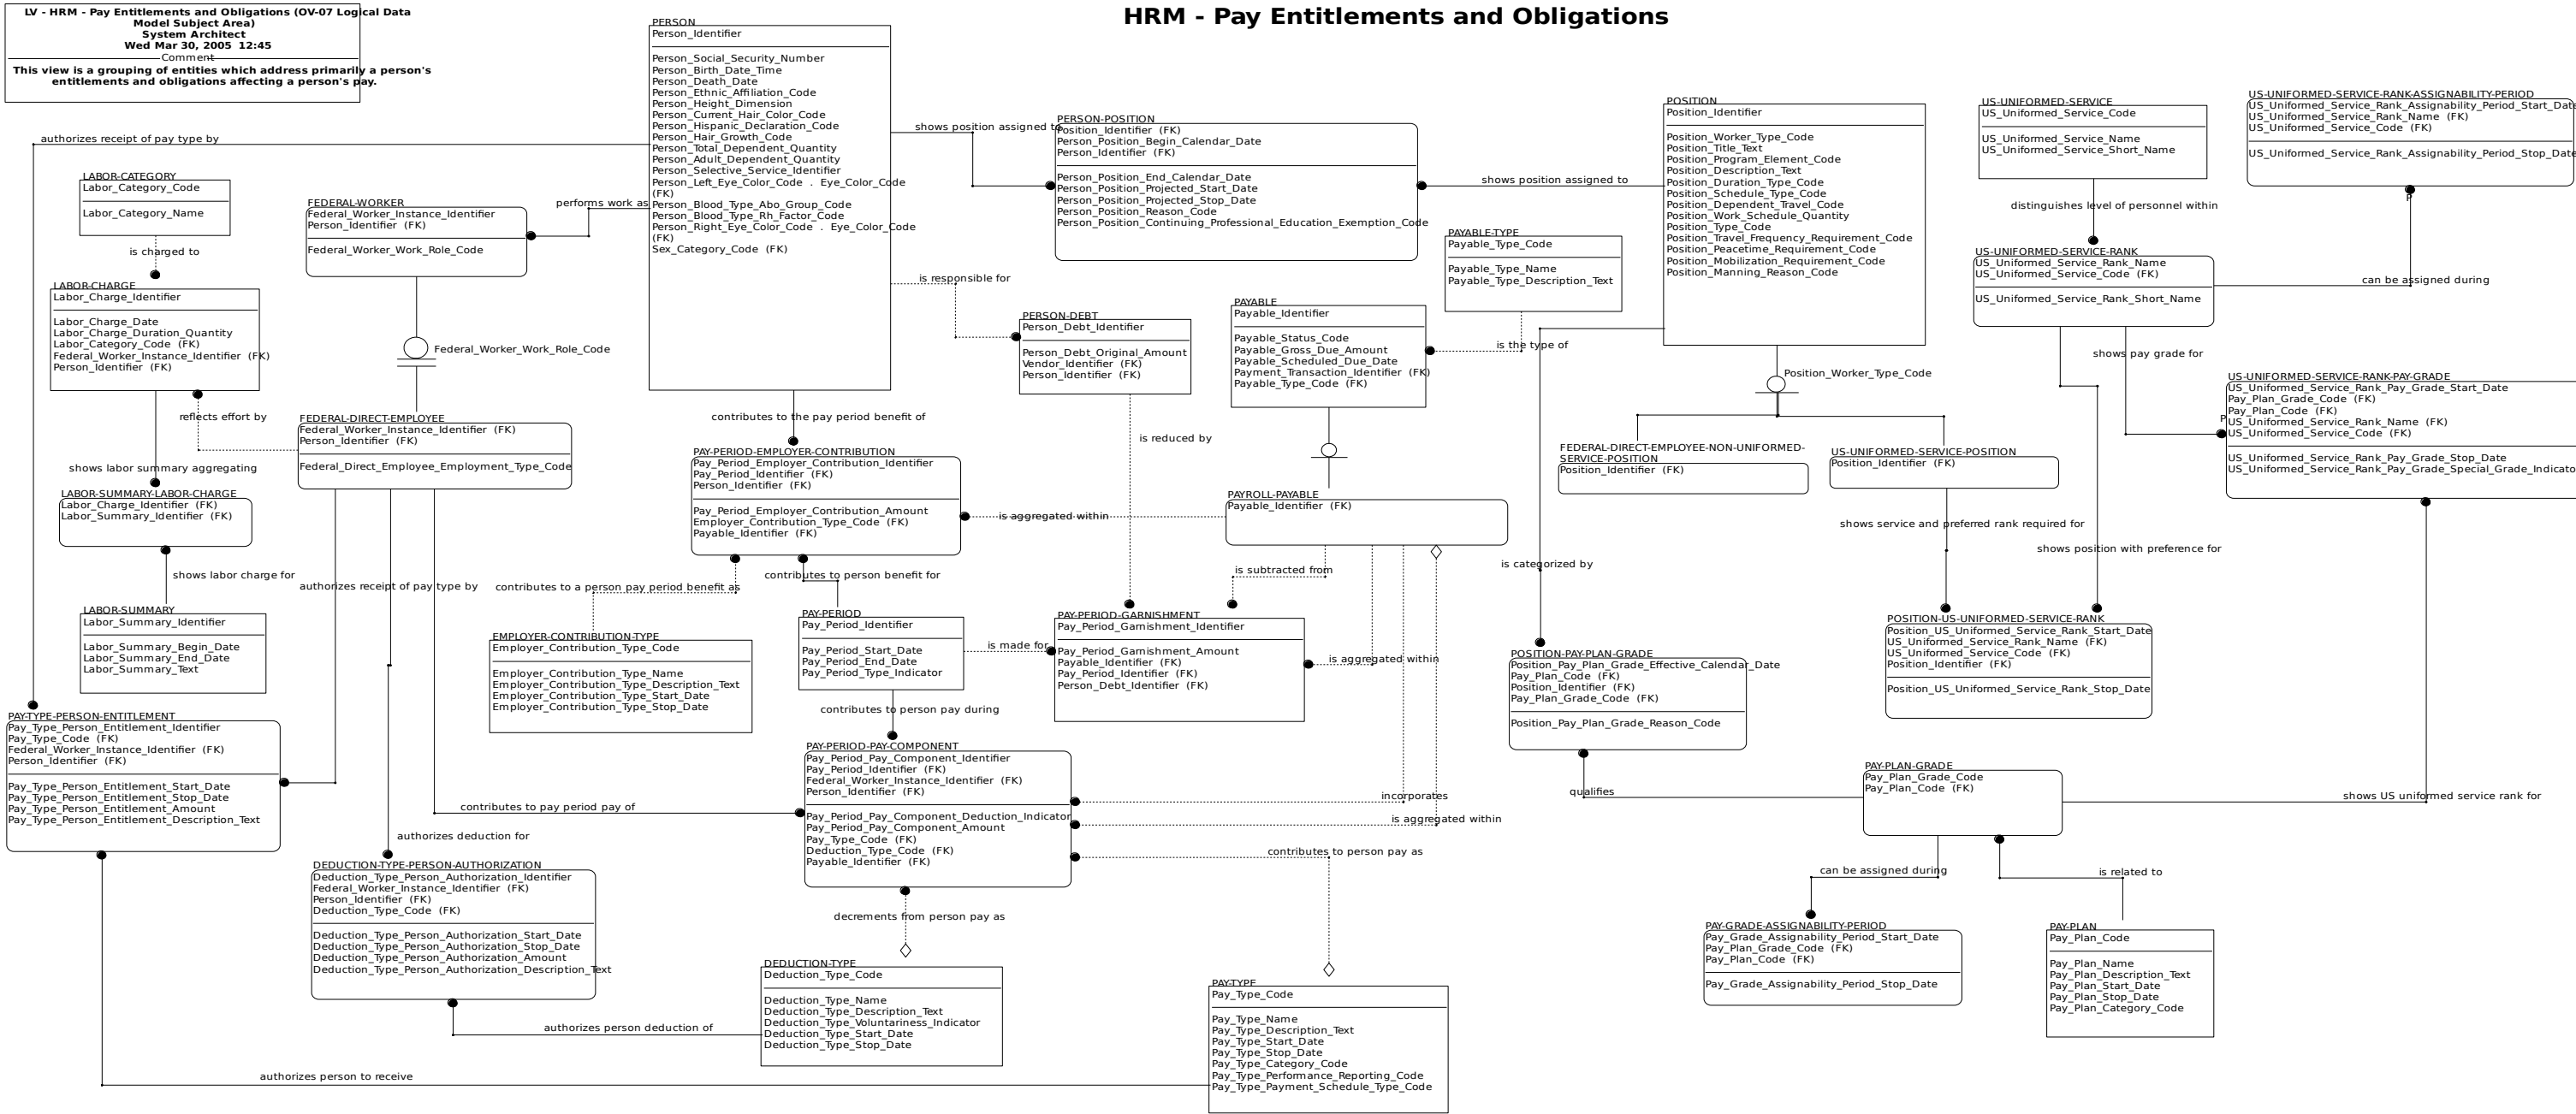 HRM - Pay Entitlements and Obligations
LV - HRM - Pay Entitlements and Obligations (OV-07 Logical Data
Model Subject Area)
System Architect
Wed Mar 30, 2005  12:45
Comment
This view is a grouping of entities which address primarily a person's
entitlements and obligations affecting a person's pay.
authorizes receipt of pay type by
LABOR-CATEGORY
Labor_Category_Code
Labor_Category_Name
is charged to
LABOR-CHARGE
Labor_Charge_Identifier
Labor_Charge_Date
Labor_Charge_Duration_Quantity
Labor_Category_Code (FK)
Federal_Worker_Instance_Identifier (FK)
Person_Identifier (FK)
reflects effort by
shows labor summary aggregating
LABOR-SUMMARY-LABOR-CHARGE
Labor_Charge_Identifier (FK)
Labor_Summary_Identifier (FK)
shows labor charge for
LABOR-SUMMARY
Labor_Summary_Identifier
Labor_Summary_Begin_Date
Labor_Summary_End_Date
Labor_Summary_Text
PAY-TYPE-PERSON-ENTITLEMENT
Pay_Type_Person_Entitlement_Identifier
Pay_Type_Code (FK)
Federal_Worker_Instance_Identifier (FK)
Person_Identifier (FK)
Pay_Type_Person_Entitlement_Start_Date
Pay_Type_Person_Entitlement_Stop_Date
Pay_Type_Person_Entitlement_Amount
Pay_Type_Person_Entitlement_Description_Text
FEDERAL-WORKER
Federal_Worker_Instance_Identifier
Person_Identifier (FK)
Federal_Worker_Work_Role_Code
performs work as
Federal_Worker_Work_Role_Code
FEDERAL-DIRECT-EMPLOYEE
Federal_Worker_Instance_Identifier (FK)
Person_Identifier (FK)
Federal_Direct_Employee_Employment_Type_Code
authorizes receipt of pay type by
contributes to pay period pay of
authorizes deduction for
DEDUCTION-TYPE-PERSON-AUTHORIZATION
Deduction_Type_Person_Authorization_Identifier
Federal_Worker_Instance_Identifier (FK)
Person_Identifier (FK)
Deduction_Type_Code (FK)
Deduction_Type_Person_Authorization_Start_Date
Deduction_Type_Person_Authorization_Stop_Date
Deduction_Type_Person_Authorization_Amount
Deduction_Type_Person_Authorization_Description_Text
authorizes person deduction of
authorizes person to receive
PERSON
Person_Identifier
Person_Social_Security_Number
Person_Birth_Date_Time
Person_Death_Date
Person_Ethnic_Affiliation_Code
Person_Height_Dimension
Person_Current_Hair_Color_Code
Person_Hispanic_Declaration_Code
Person_Hair_Growth_Code
Person_Total_Dependent_Quantity
Person_Adult_Dependent_Quantity
Person_Selective_Service_Identifier
Person_Left_Eye_Color_Code . Eye_Color_Code
(FK)
Person_Blood_Type_Abo_Group_Code
Person_Blood_Type_Rh_Factor_Code
Person_Right_Eye_Color_Code . Eye_Color_Code
(FK)
Sex_Category_Code (FK)
shows position assigned to
is responsible for
contributes to the pay period benefit of
PAY-PERIOD-EMPLOYER-CONTRIBUTION
Pay_Period_Employer_Contribution_Identifier
Pay_Period_Identifier (FK)
Person_Identifier (FK)
Pay_Period_Employer_Contribution_Amount
Employer_Contribution_Type_Code (FK)
Payable_Identifier (FK)
is aggregated within
contributes to a person pay period benefit as
contributes to person benefit for
EMPLOYER-CONTRIBUTION-TYPE
Employer_Contribution_Type_Code
Employer_Contribution_Type_Name
Employer_Contribution_Type_Description_Text
Employer_Contribution_Type_Start_Date
Employer_Contribution_Type_Stop_Date
PAY-PERIOD
Pay_Period_Identifier
Pay_Period_Start_Date
Pay_Period_End_Date
Pay_Period_Type_Indicator
is made for
contributes to person pay during
PAY-PERIOD-PAY-COMPONENT
Pay_Period_Pay_Component_Identifier
Pay_Period_Identifier (FK)
Federal_Worker_Instance_Identifier (FK)
Person_Identifier (FK)
Pay_Period_Pay_Component_Deduction_Indicator
Pay_Period_Pay_Component_Amount
Pay_Type_Code (FK)
Deduction_Type_Code (FK)
Payable_Identifier (FK)
decrements from person pay as
DEDUCTION-TYPE
Deduction_Type_Code
Deduction_Type_Name
Deduction_Type_Description_Text
Deduction_Type_Voluntariness_Indicator
Deduction_Type_Start_Date
Deduction_Type_Stop_Date
PERSON-POSITION
Position_Identifier (FK)
Person_Position_Begin_Calendar_Date
Person_Identifier (FK)
Person_Position_End_Calendar_Date
Person_Position_Projected_Start_Date
Person_Position_Projected_Stop_Date
Person_Position_Reason_Code
Person_Position_Continuing_Professional_Education_Exemption_Code
shows position assigned to
PERSON-DEBT
Person_Debt_Identifier
Person_Debt_Original_Amount
Vendor_Identifier (FK)
Person_Identifier (FK)
is reduced by
PAYABLE-TYPE
Payable_Type_Code
Payable_Type_Name
Payable_Type_Description_Text
is the type of
PAYABLE
Payable_Identifier
Payable_Status_Code
Payable_Gross_Due_Amount
Payable_Scheduled_Due_Date
Payment_Transaction_Identifier (FK)
Payable_Type_Code (FK)
PAYROLL-PAYABLE
Payable_Identifier (FK)
is subtracted from
PAY-PERIOD-GARNISHMENT
Pay_Period_Garnishment_Identifier
Pay_Period_Garnishment_Amount
Payable_Identifier (FK)
Pay_Period_Identifier (FK)
Person_Debt_Identifier (FK)
is aggregated within
incorporates
is aggregated within
contributes to person pay as
PAY-TYPE
Pay_Type_Code
Pay_Type_Name
Pay_Type_Description_Text
Pay_Type_Start_Date
Pay_Type_Stop_Date
Pay_Type_Category_Code
Pay_Type_Performance_Reporting_Code
Pay_Type_Payment_Schedule_Type_Code
POSITION
Position_Identifier
Position_Worker_Type_Code
Position_Title_Text
Position_Program_Element_Code
Position_Description_Text
Position_Duration_Type_Code
Position_Schedule_Type_Code
Position_Dependent_Travel_Code
Position_Work_Schedule_Quantity
Position_Type_Code
Position_Travel_Frequency_Requirement_Code
Position_Peacetime_Requirement_Code
Position_Mobilization_Requirement_Code
Position_Manning_Reason_Code
Position_Worker_Type_Code
FEDERAL-DIRECT-EMPLOYEE-NON-UNIFORMED-
SERVICE-POSITION
Position_Identifier (FK)
US-UNIFORMED-SERVICE-POSITION
Position_Identifier (FK)
shows service and preferred rank required for
is categorized by
POSITION-PAY-PLAN-GRADE
Position_Pay_Plan_Grade_Effective_Calendar_Date
Pay_Plan_Code (FK)
Position_Identifier (FK)
Pay_Plan_Grade_Code (FK)
Position_Pay_Plan_Grade_Reason_Code
qualifies
US-UNIFORMED-SERVICE
US_Uniformed_Service_Code
US_Uniformed_Service_Name
US_Uniformed_Service_Short_Name
distinguishes level of personnel within
US-UNIFORMED-SERVICE-RANK
US_Uniformed_Service_Rank_Name
US_Uniformed_Service_Code (FK)
US_Uniformed_Service_Rank_Short_Name
US-UNIFORMED-SERVICE-RANK-ASSIGNABILITY-PERIOD
US_Uniformed_Service_Rank_Assignability_Period_Start_Date
US_Uniformed_Service_Rank_Name (FK)
US_Uniformed_Service_Code (FK)
US_Uniformed_Service_Rank_Assignability_Period_Stop_Date
P
can be assigned during
shows pay grade for
US-UNIFORMED-SERVICE-RANK-PAY-GRADE
US_Uniformed_Service_Rank_Pay_Grade_Start_Date
Pay_Plan_Grade_Code (FK)
Pay_Plan_Code (FK)
US_Uniformed_Service_Rank_Name (FK)
P
US_Uniformed_Service_Code (FK)
US_Uniformed_Service_Rank_Pay_Grade_Stop_Date
US_Uniformed_Service_Rank_Pay_Grade_Special_Grade_Indicato
shows position with preference for
POSITION-US-UNIFORMED-SERVICE-RANK
Position_US_Uniformed_Service_Rank_Start_Date
US_Uniformed_Service_Rank_Name (FK)
US_Uniformed_Service_Code (FK)
Position_Identifier (FK)
Position_US_Uniformed_Service_Rank_Stop_Date
PAY-PLAN-GRADE
Pay_Plan_Grade_Code
Pay_Plan_Code (FK)
shows US uniformed service rank for
can be assigned during
is related to
PAY-GRADE-ASSIGNABILITY-PERIOD
Pay_Grade_Assignability_Period_Start_Date
Pay_Plan_Grade_Code (FK)
Pay_Plan_Code (FK)
Pay_Grade_Assignability_Period_Stop_Date
PAY-PLAN
Pay_Plan_Code
Pay_Plan_Name
Pay_Plan_Description_Text
Pay_Plan_Start_Date
Pay_Plan_Stop_Date
Pay_Plan_Category_Code